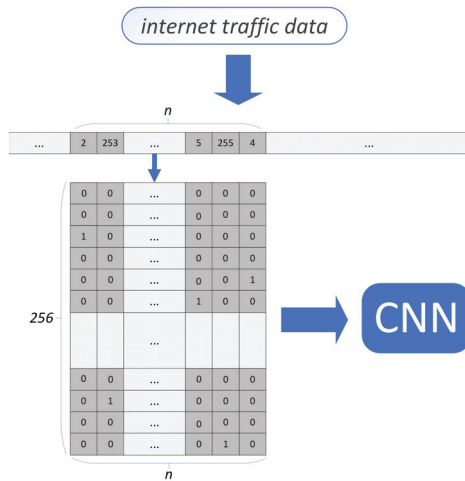 internet traffic data
n
... 2 253 ... 5 255 4 ...
0 0 ... 0 0 0
0 0 ... 0 0 0
1 0 ... 0 0 0
0 0 ... 0 0 0
0 0 ... 0 0 1
0 0 ... 1 0 0
256 ... CNN
0 0 ... 0 0 0
0 1 ... 0 0 0
0 0 ... 0 0 0
0 0 ... 0 1 0
n